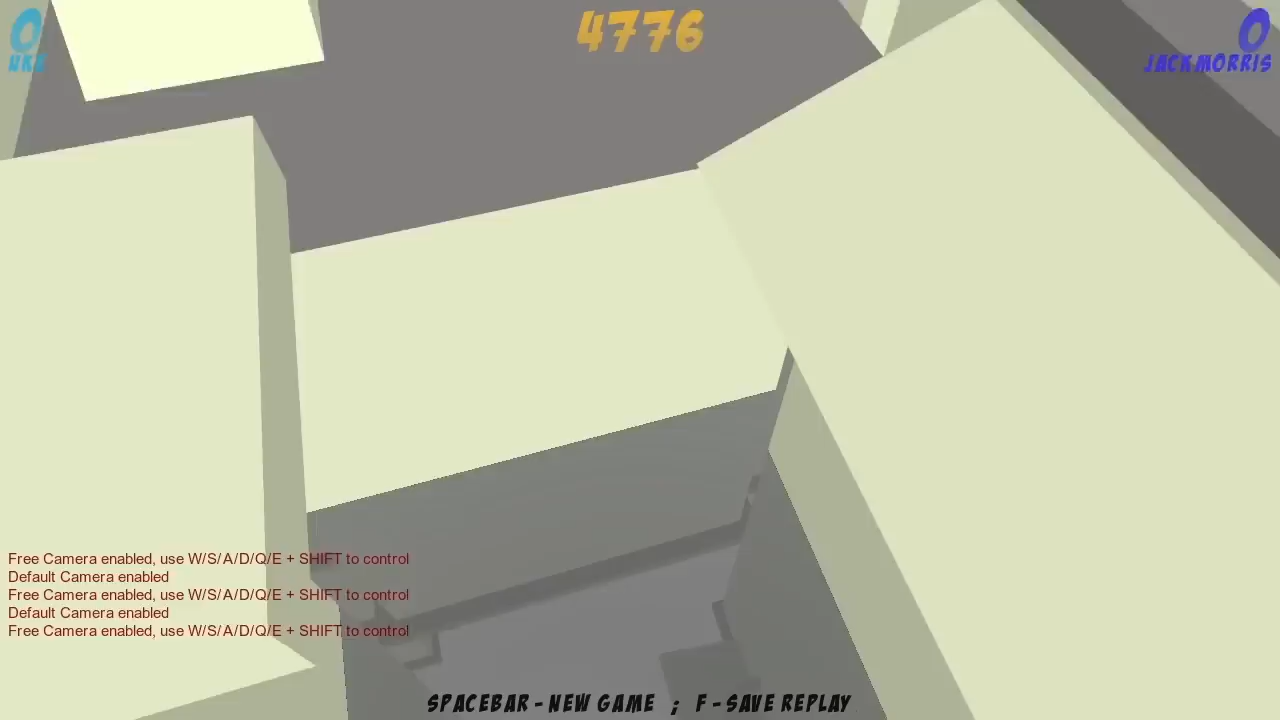 0
UKE
4776
0
JACKMORRIS
Free Camera enabled, use W/S/A/D/Q/E + SHIFT to control
Default Camera enabled
Free Camera enabled, use W/S/A/D/Q/E + SHIFT to control
Default Camera enabled
Free Camera enabled, use W/S/A/D/Q/E + SHIFT to control
SPACEBAR - NEW GAME ; F - SAVE REPLAY